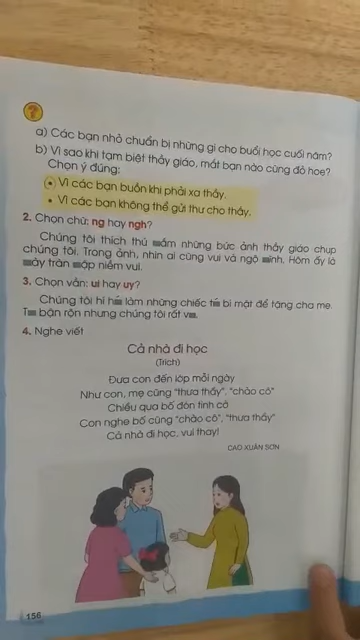 ?
a) Các bạn nhỏ chuẩn bị những gì cho buổi học cuối năm?
b) Vì sao khi tạm biệt thầy giáo, mắt bạn nào cũng đỏ hoe?
Chọn ý đúng:
• Vì các bạn buồn khi phải xa thầy.
• Vì các bạn không thể gửi thư cho thầy.
2. Chọn chữ: ng hay ngh?
Chúng tôi thích thú ắm những bức ảnh thầy giáo chụp
chúng tôi. Trong ảnh, nhìn ai cũng vui và ngộ ĩnh. Hôm ấy là
ày tràn ập niềm vui.
3. Chọn vần: ui hay uy?
Chúng tôi hí h làm những chiếc t bí mật để tặng cha mẹ.
T bận rộn nhưng chúng tôi rất v.
4. Nghe viết
Cả nhà đi học
(Trích)
Đưa con đến lớp mỗi ngày
Như con, mẹ cũng "thưa thầy", "chào cô"
Chiều qua bố đón tình cờ
Con nghe bố cũng "chào cô", "thưa thầy"
Cả nhà đi học, vui thay!
CAO XUÂN SƠN
156